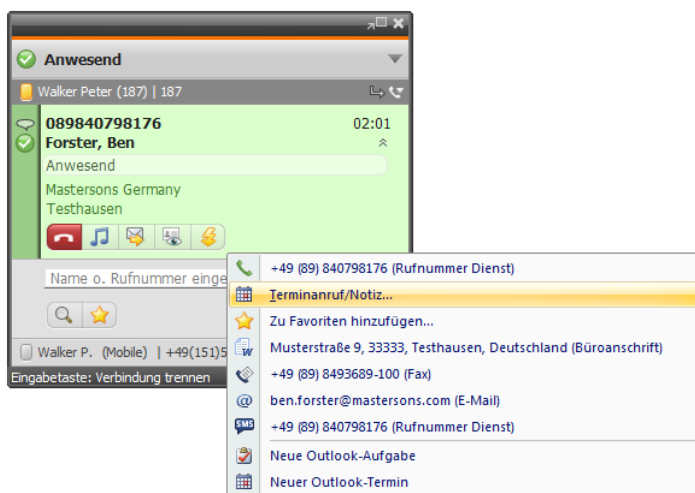 Anwesend
Walker Peter (187) | 187
089840798176 02:01
Forster, Ben
Anwesend
Mastersons Germany
Testhausen
Name o. Rufnummer einge
Walker P. (Mobile) | +49(151)5
Eingabetaste: Verbindung trennen
+49 (89) 840798176 (Rufnummer Dienst)
Terminanruf/Notiz...
Zu Favoriten hinzufügen...
Musterstraße 9, 33333, Testhausen, Deutschland (Büroanschrift)
+49 (89) 8493689-100 (Fax)
@ ben.forster@mastersons.com (E-Mail)
SMS +49 (89) 840798176 (Rufnummer Dienst)
Neue Outlook-Aufgabe
Neuer Outlook-Termin